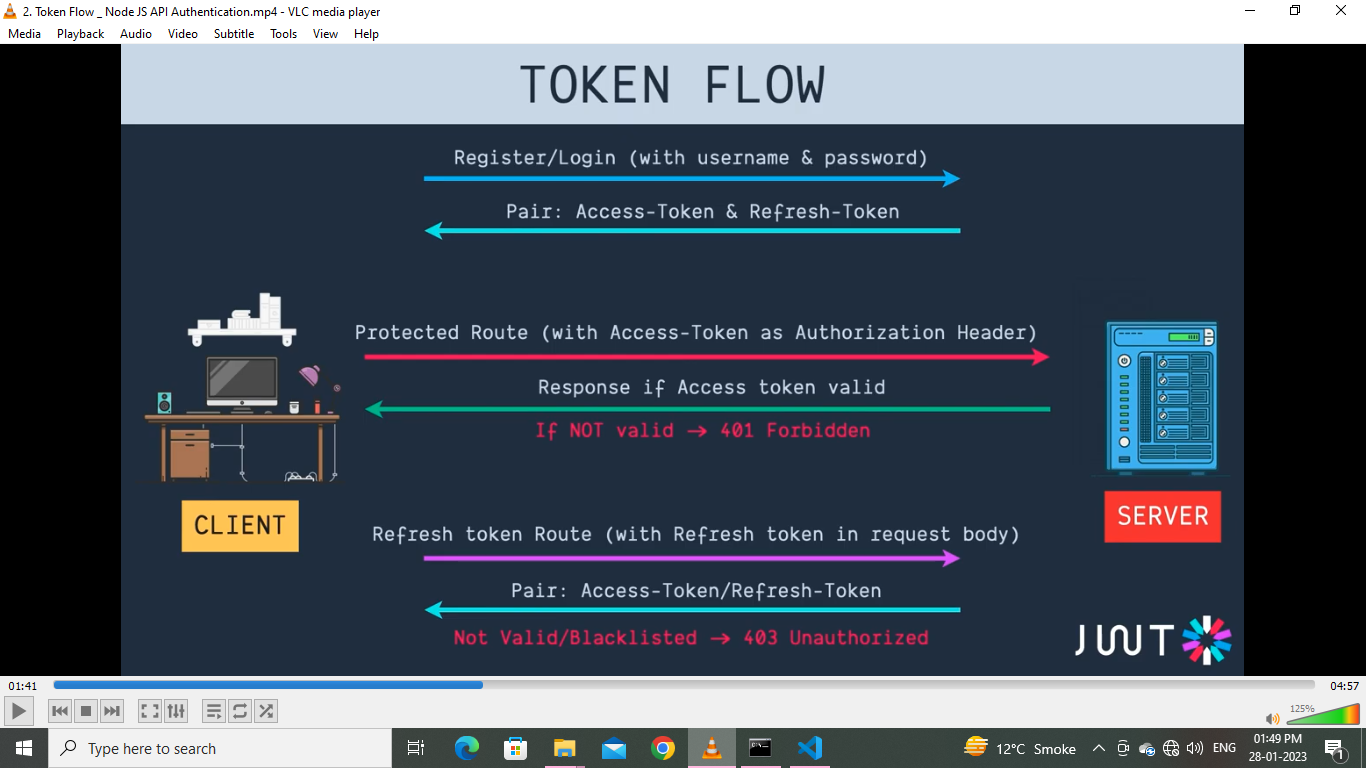 2. Token Flow _ Node JS API Authentication.mp4 - VLC media player
Media Playback Audio Video Subtitle Tools View Help
TOKEN FLOW
Register/Login (with username & password)
Pair: Access-Token & Refresh-Token
Protected Route (with Access-Token as Authorization Header)
Response if Access token valid
If NOT valid → 401 Forbidden
CLIENT
SERVER
Refresh token Route (with Refresh token in request body)
Pair: Access-Token/Refresh-Token
Not Valid/Blacklisted → 403 Unauthorized
JWT
01:41
04:57
125%
Type here to search
12°C Smoke
ENG
01:49 PM
28-01-2023
1